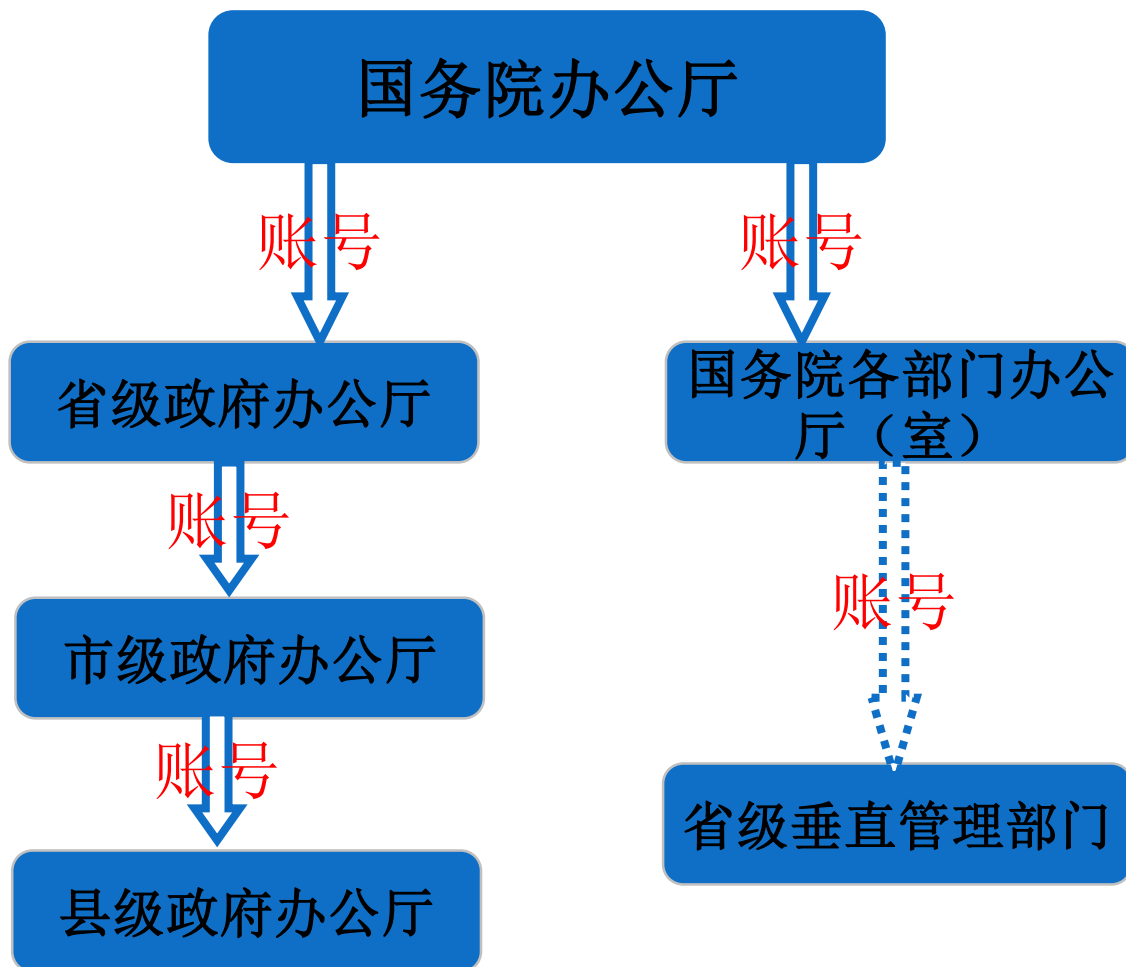 国务院办公厅
账号
账号
省级政府办公厅
国务院各部门办公
厅（室）
账号
账号
市级政府办公厅
账号
省级垂直管理部门
县级政府办公厅